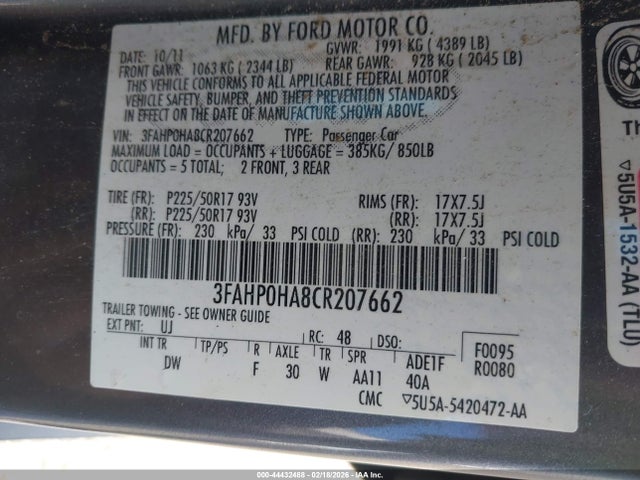 MFD. BY FORD MOTOR CO.
DATE: 10/11 GVWR: 1991 KG ( 4389 LB)
FRONT GAWR: 1063 KG ( 2344 LB) REAR GAWR: 928 KG ( 2045 LB)
THIS VEHICLE CONFORMS TO ALL APPLICABLE FEDERAL MOTOR
VEHICLE SAFETY, BUMPER, AND THEFT PREVENTION STANDARDS
IN EFFECT ON THE DATE OF MANUFACTURE SHOWN ABOVE.
VIN: 3FAHP0HA8CR207662 TYPE: Passenger Car
MAXIMUM LOAD = OCCUPANTS + LUGGAGE = 385KG/ 850LB
OCCUPANTS = 5 TOTAL; 2 FRONT, 3 REAR
TIRE (FR): P225/50R17 93V RIMS (FR): 17X7.5J
(RR): P225/50R17 93V (RR): 17X7.5J
PRESSURE (FR): 230 kPa/ 33 PSI COLD (RR): 230 kPa/ 33 PSI COLD
3FAHP0HA8CR207662
TRAILER TOWING - SEE OWNER GUIDE
EXT PNT: UJ RC: 48 DSO: F0095
INT TR TP/PS R AXLE TR SPR ADE1F R0080
DW F 30 W AA11 40A
CMC ▽5U5A-5420472-AA
Th
▽5U5A-1532-AA (TLU)
000-44432468 - 02/18/2026 - Copyright © IAA, LLC